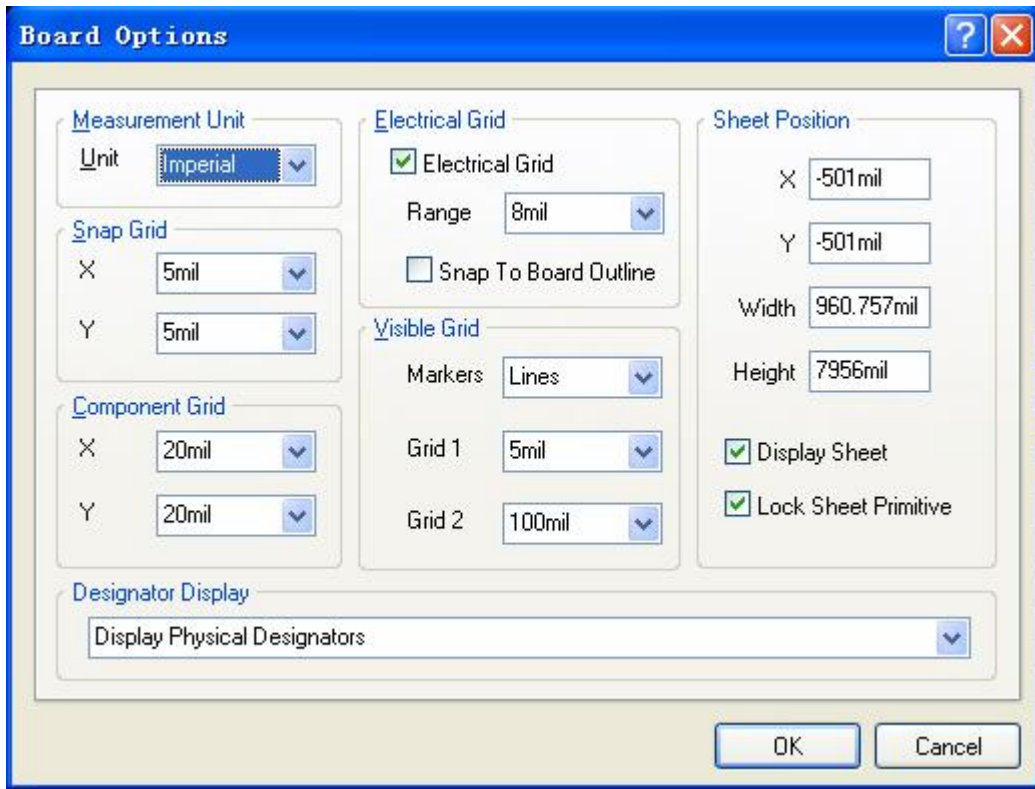 Board Options
Measurement Unit
Unit Imperial
Snap Grid
X 5mil
Y 5mil
Component Grid
X 20mil
Y 20mil
Electrical Grid
Electrical Grid
Range 8mil
Snap To Board Outline
Visible Grid
Markers Lines
Grid 1 5mil
Grid 2 100mil
Sheet Position
X -501mil
Y -501mil
Width 960.757mil
Height 7956mil
Display Sheet
Lock Sheet Primitive
Designator Display
Display Physical Designators
OK Cancel